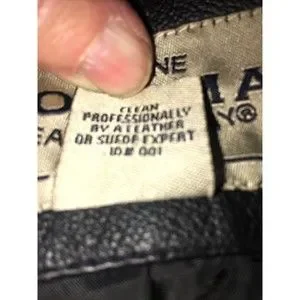 NE
CLEAN
PROFESSIONALLY
BY A LEATHER
OR SUEDE EXPERT
ID# 001